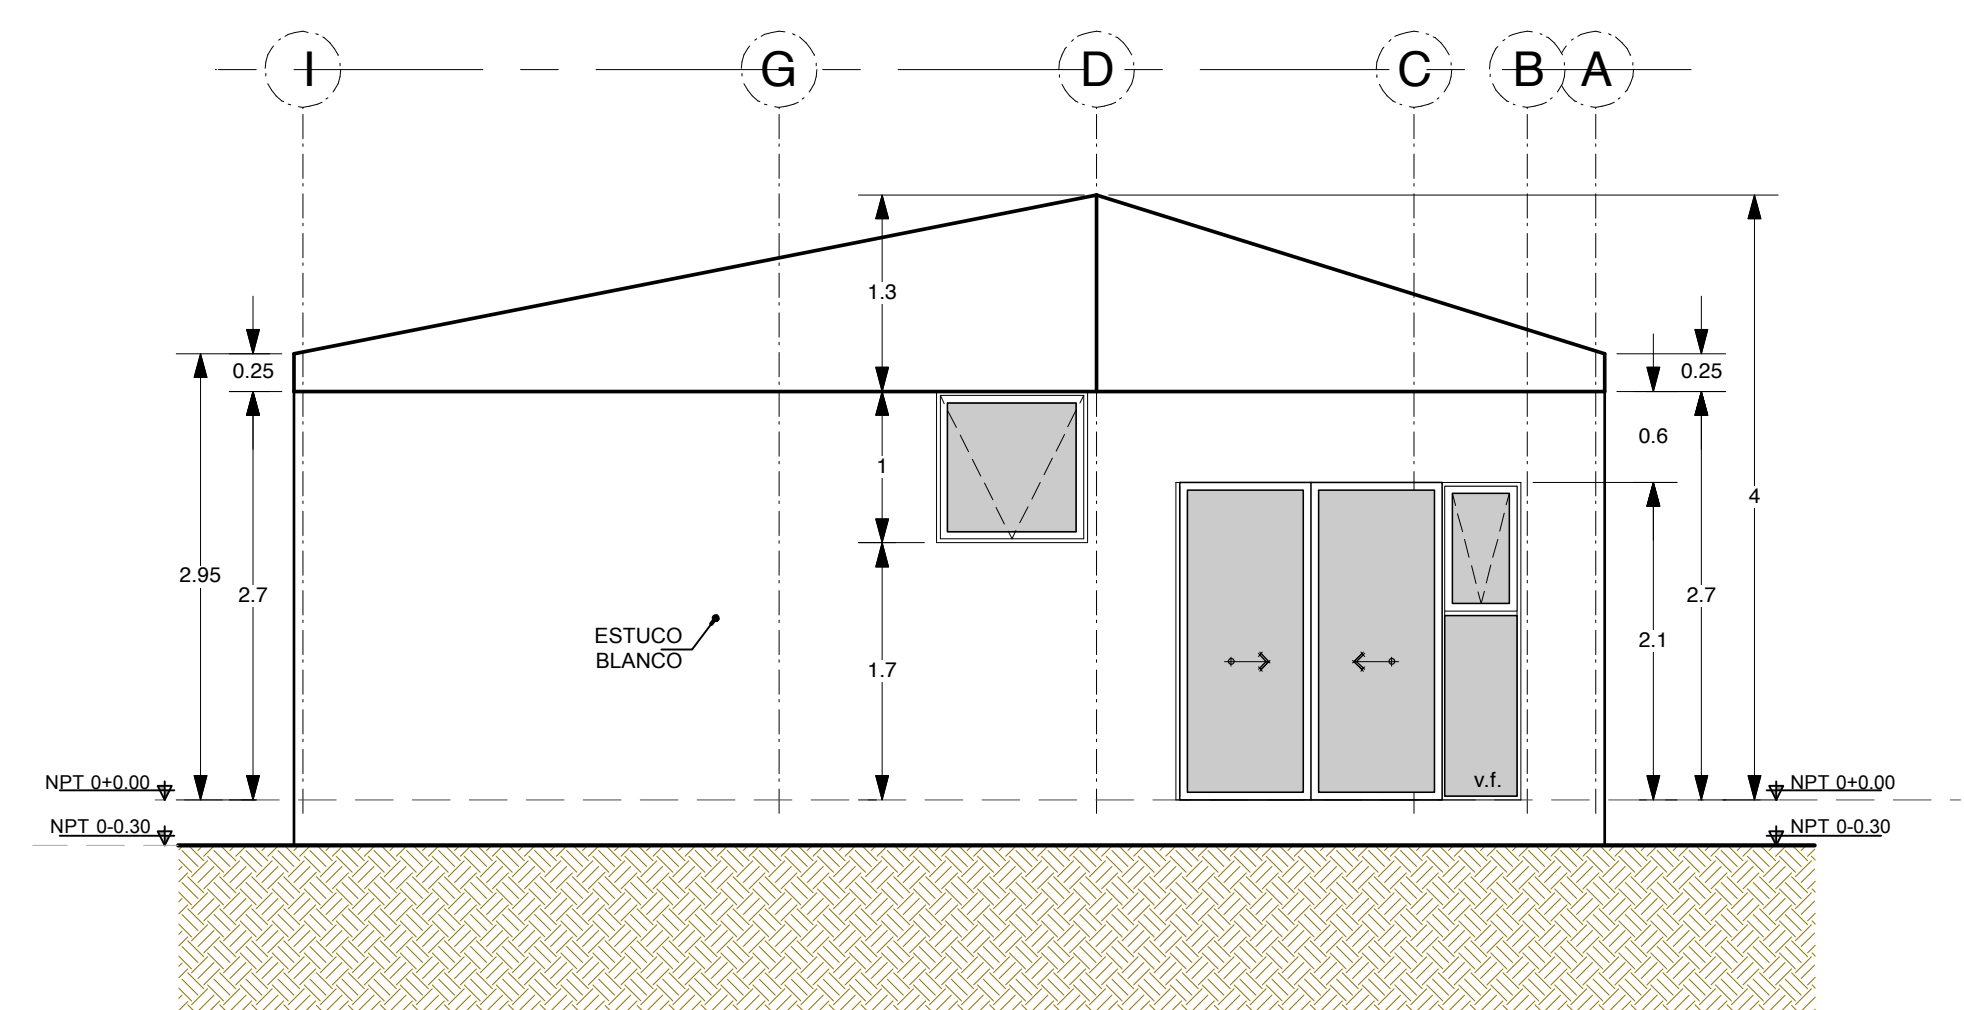 I G D C B A
1.3
0.25 0.25
0.6
1
4
2.95 2.7 2.7
ESTUCO
BLANCO
2.1
1.7
v.f.
NPT 0+0.00 NPT 0+0.00
NPT 0-0.30 NPT 0-0.30